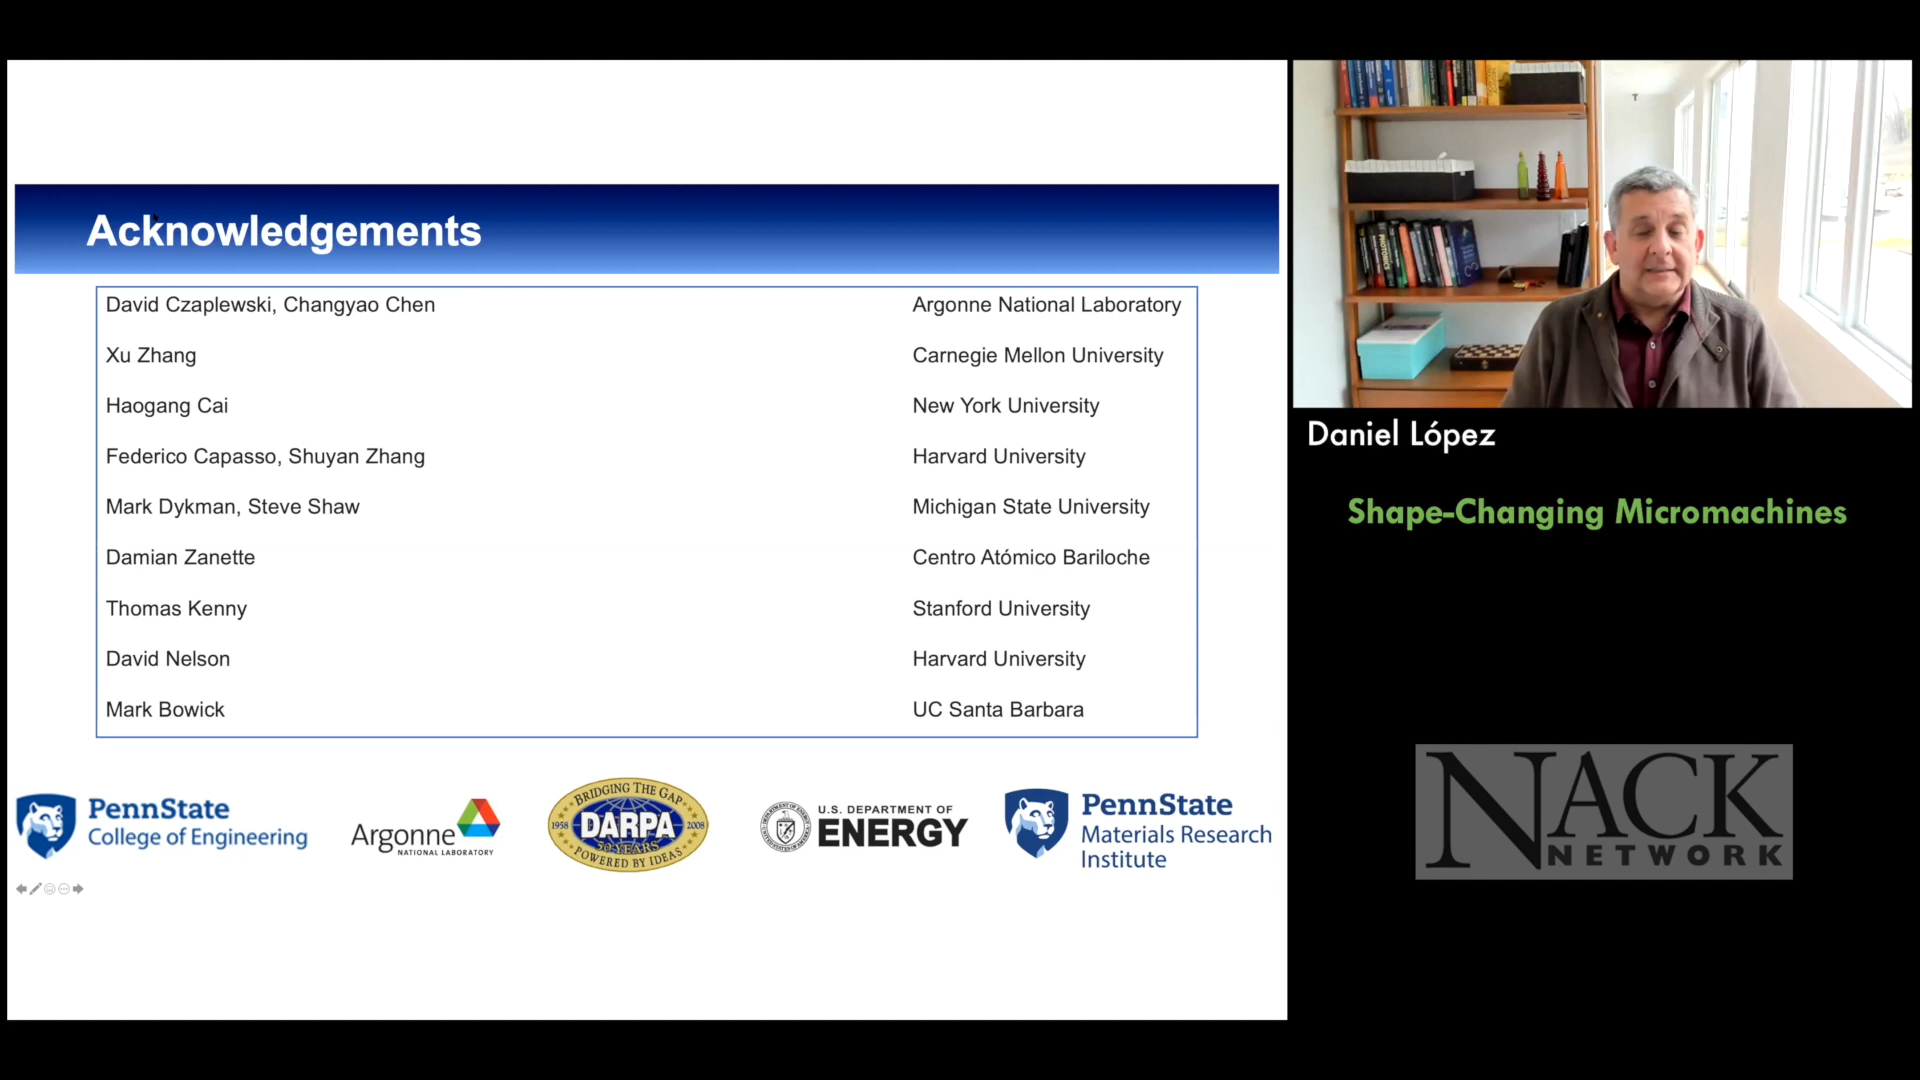 Acknowledgements
David Czaplewski, Changyao Chen Argonne National Laboratory
Xu Zhang Carnegie Mellon University
Haogang Cai New York University
Federico Capasso, Shuyan Zhang Harvard University
Mark Dykman, Steve Shaw Michigan State University
Damian Zanette Centro Atómico Bariloche
Thomas Kenny Stanford University
David Nelson Harvard University
Mark Bowick UC Santa Barbara
PennState
College of Engineering
Argonne
NATIONAL LABORATORY
BRIDGING THE GAP
1958 DARPA 2008
50 YEARS
POWERED BY IDEAS
U.S. DEPARTMENT OF
ENERGY
PennState
Materials Research
Institute
PHOTONICS
Daniel López
Shape-Changing Micromachines
NACK
NETWORK